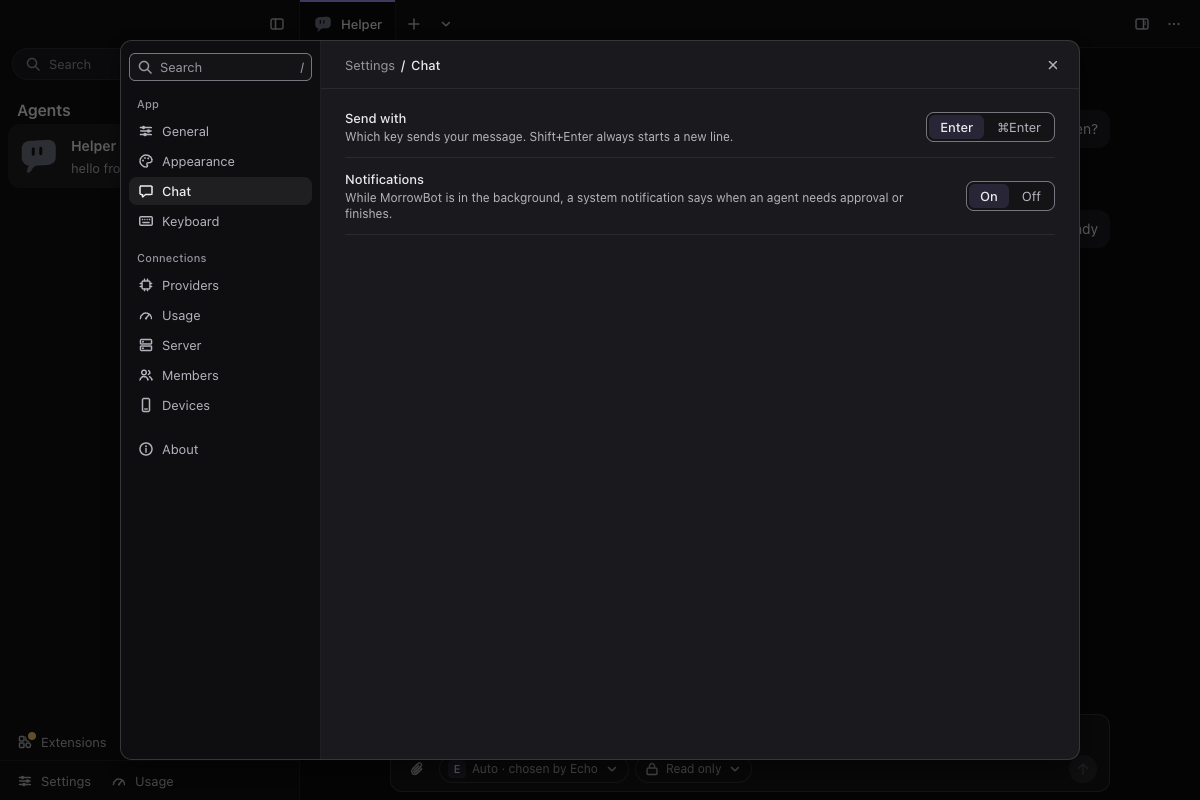 Helper
Search
Agents
Helper
hello fro
en?
dy
Extensions
Settings
Usage
E Auto · chosen by Echo
Read only
Search /
App
General
Appearance
Chat
Keyboard
Connections
Providers
Usage
Server
Members
Devices
About
Settings / Chat
Send with
Which key sends your message. Shift+Enter always starts a new line.
Enter ⌘Enter
Notifications
While MorrowBot is in the background, a system notification says when an agent needs approval or
finishes.
On Off